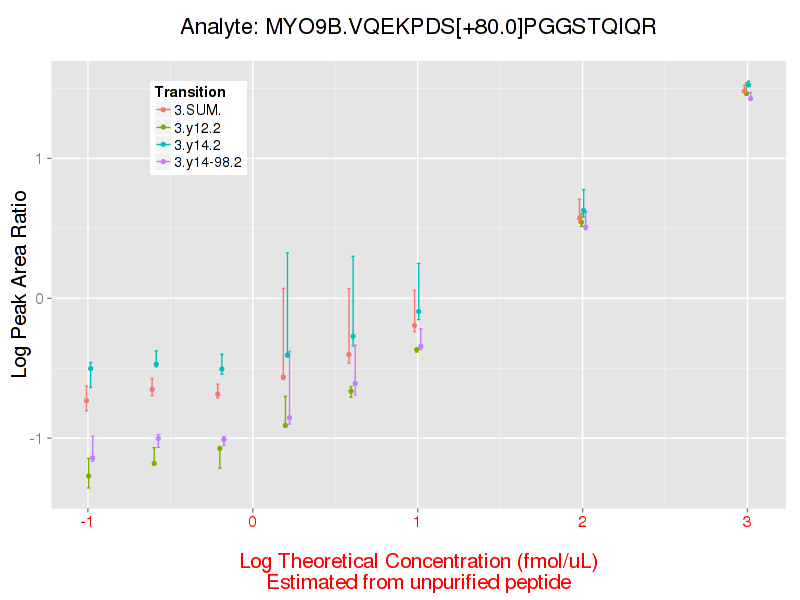 Analyte: MYO9B.VQEKPDS[+80.0]PGGSTQIQR
Transition
3.SUM.
3.y12.2
3.y14.2
3.y14-98.2
Log Peak Area Ratio
1
0
-1
-1 0 1 2 3
Log Theoretical Concentration (fmol/uL)
Estimated from unpurified peptide